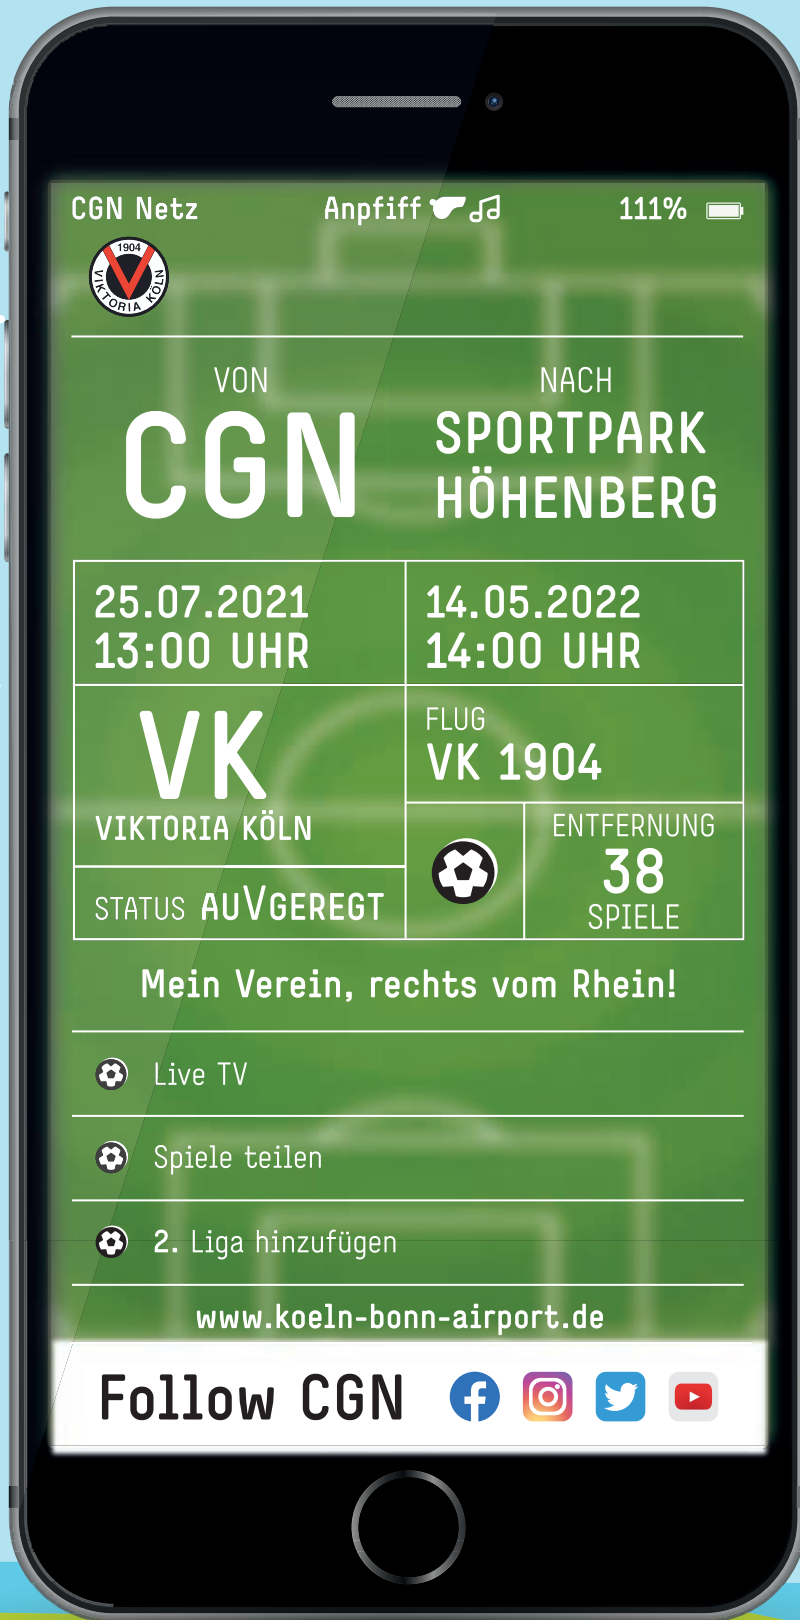 CGN Netz
Anpfiff
111%
1904
VIKTORIA KÖLN
VON
CGN
NACH
SPORTPARK
HÖHENBERG
25.07.2021
13:00 UHR
14.05.2022
14:00 UHR
VK
VIKTORIA KÖLN
FLUG
VK 1904
STATUS AUVGEREGT
ENTFERNUNG
38
SPIELE
Mein Verein, rechts vom Rhein!
Live TV
Spiele teilen
2. Liga hinzufügen
www.koeln-bonn-airport.de
Follow CGN